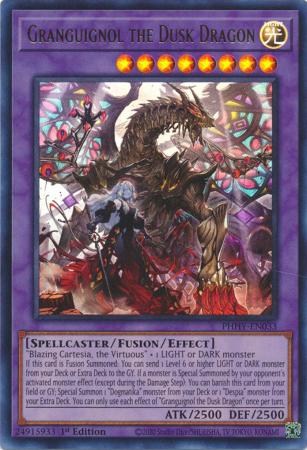 GRANGUIGNOL THE DUSK DRAGON
LIGHT
光
PHHY-EN033
[SPELLCASTER/FUSION/EFFECT]
"Blazing Cartesia, the Virtuous" + 1 LIGHT or DARK monster
If this card is Fusion Summoned: You can send 1 Level 6 or higher LIGHT or DARK
monster from your Deck or Extra Deck to the GY. If a monster is Special Summoned by your opponent's
activated monster effect (except during the Damage Step): You can banish this card from your
field or GY; Special Summon 1 "Dogmatika" monster from your Deck or 1 "Despia" monster
from your Extra Deck. You can only use each effect of "Granguignol the Dusk Dragon" once per turn.
ATK/2500 DEF/2500
24915933 1st Edition ©2020 Studio Dice/SHUEISHA, TV TOKYO, KONAMI